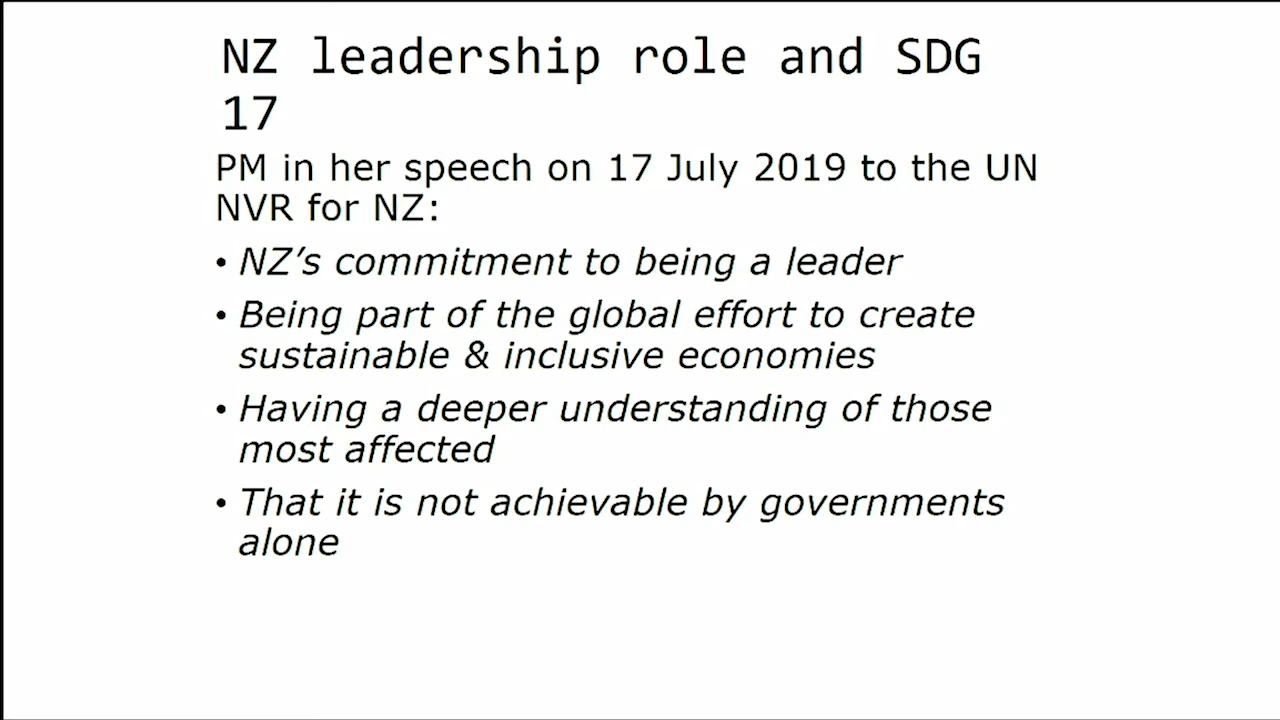 NZ leadership role and SDG
17
PM in her speech on 17 July 2019 to the UN
NVR for NZ:
• NZ’s commitment to being a leader
• Being part of the global effort to create
sustainable & inclusive economies
• Having a deeper understanding of those
most affected
• That it is not achievable by governments
alone